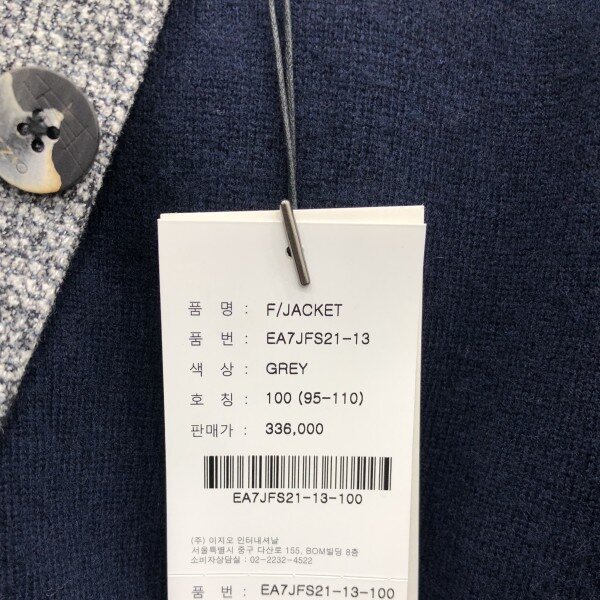 품 명 : F/JACKET
품 번 : EA7JFS21-13
색 상 : GREY
호 칭 : 100 (95-110)
판매가 : 336,000
EA7JFS21-13-100
(주) 이지오 인터내셔날
서울특별시 중구 다산로 155, BOM빌딩 8층
소비자상담실 : 02-2232-4522
품 번 : EA7JFS21-13-100